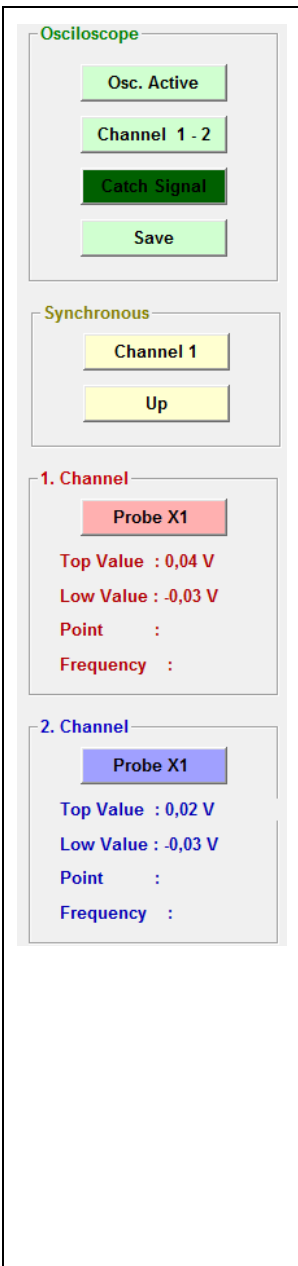 Osciloscope
Osc. Active
Channel 1 - 2
Catch Signal
Save
Synchronous
Channel 1
Up
1. Channel
Probe X1
Top Value : 0,04 V
Low Value : -0,03 V
Point :
Frequency :
2. Channel
Probe X1
Top Value : 0,02 V
Low Value : -0,03 V
Point :
Frequency :